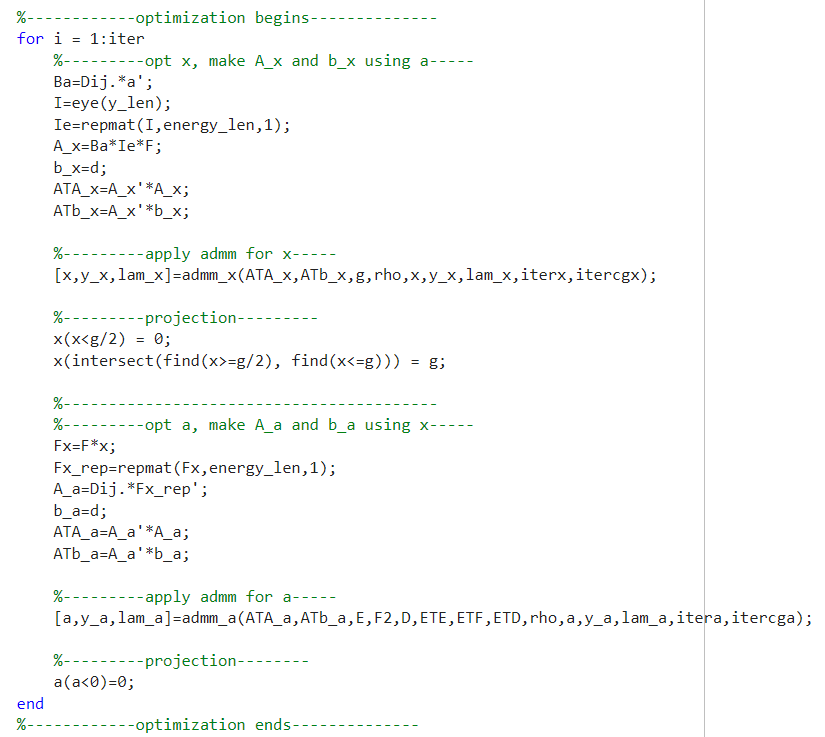 %------------optimization begins--------------
for i = 1:iter
    %---------opt x, make A_x and b_x using a-----
    Ba=Dij.*a';
    I=eye(y_len);
    Ie=repmat(I,energy_len,1);
    A_x=Ba*Ie*F;
    b_x=d;
    ATA_x=A_x'*A_x;
    ATb_x=A_x'*b_x;
    %---------apply admm for x-----
    [x,y_x,lam_x]=admm_x(ATA_x,ATb_x,g,rho,x,y_x,lam_x,iterx,itercgx);
    %---------projection---------
    x(x<g/2) = 0;
    x(intersect(find(x>=g/2), find(x<=g))) = g;
    %-----------------------------------------
    %---------opt a, make A_a and b_a using x-----
    Fx=F*x;
    Fx_rep=repmat(Fx,energy_len,1);
    A_a=Dij.*Fx_rep';
    b_a=d;
    ATA_a=A_a'*A_a;
    ATb_a=A_a'*b_a;
    %---------apply admm for a-----
    [a,y_a,lam_a]=admm_a(ATA_a,ATb_a,E,F2,D,ETE,ETF,ETD,rho,a,y_a,lam_a,itera,itercga);
    %---------projection--------
    a(a<0)=0;
end
%------------optimization ends--------------